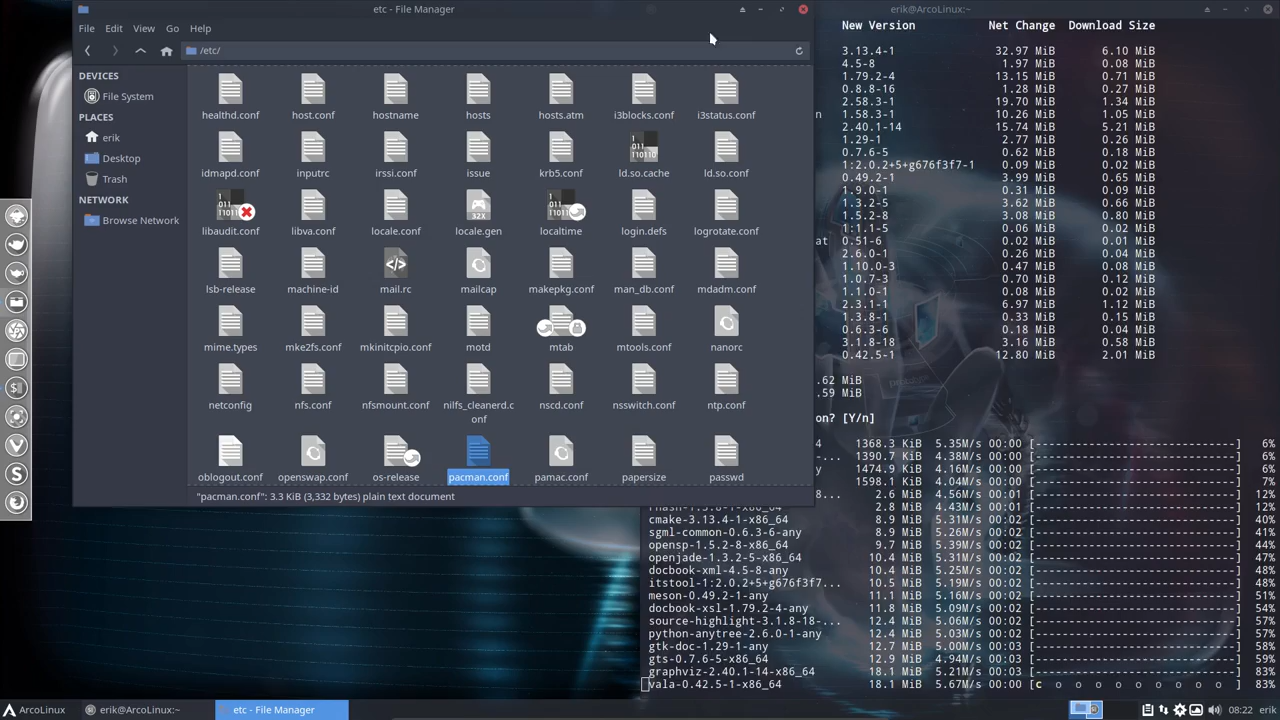 etc - File Manager
File Edit View Go Help
/etc/
DEVICES
File System
PLACES
erik
Desktop
Trash
NETWORK
Browse Network
healthd.conf host.conf hostname hosts hosts.atm i3blocks.conf i3status.conf
idmapd.conf inputrc irssi.conf issue krb5.conf ld.so.cache ld.so.conf
libaudit.conf libva.conf locale.conf locale.gen localtime login.defs logrotate.conf
lsb-release machine-id mail.rc mailcap makepkg.conf man_db.conf mdadm.conf
mime.types mke2fs.conf mkinitcpio.conf motd mtab mtools.conf nanorc
netconfig nfs.conf nfsmount.conf nilfs_cleanerd.c
onf nscd.conf nsswitch.conf ntp.conf
oblogout.conf openswap.conf os-release pacman.conf pamac.conf papersize passwd
"pacman.conf": 3.3 KiB (3,332 bytes) plain text document
erik@ArcoLinux:~
New Version Net Change Download Size
3.13.4-1 32.97 MiB 6.10 MiB
4.5-8 1.97 MiB 0.08 MiB
1.79.2-4 13.15 MiB 0.71 MiB
0.8.8-16 1.28 MiB 0.27 MiB
2.58.3-1 19.70 MiB 1.34 MiB
n 1.58.3-1 10.26 MiB 1.05 MiB
2.40.1-14 15.74 MiB 5.21 MiB
1.29-1 2.77 MiB 0.26 MiB
0.7.6-5 0.62 MiB 0.18 MiB
1:2.0.2+5+g676f3f7-1 0.09 MiB 0.02 MiB
0.49.2-1 3.99 MiB 0.65 MiB
1.9.0-1 0.31 MiB 0.09 MiB
1.3.2-5 3.62 MiB 0.66 MiB
1.5.2-8 3.08 MiB 0.80 MiB
1:1.1-5 0.06 MiB 0.02 MiB
at 0.51-6 0.02 MiB 0.01 MiB
2.6.0-1 0.26 MiB 0.04 MiB
1.10.0-3 0.47 MiB 0.08 MiB
1.0.7-3 0.70 MiB 0.12 MiB
1.1.0-1 0.08 MiB 0.02 MiB
2.3.1-1 6.97 MiB 1.12 MiB
1.3.8-1 0.33 MiB 0.15 MiB
0.6.3-6 0.18 MiB 0.04 MiB
3.1.8-18 3.16 MiB 0.58 MiB
0.42.5-1 12.80 MiB 2.01 MiB
.62 MiB
.59 MiB
on? [Y/n]
4 1368.3 KiB 5.35M/s 00:00 [----------------------] 6%
1390.7 KiB 4.38M/s 00:00 [----------------------] 6%
1474.9 KiB 4.16M/s 00:00 [----------------------] 6%
1598.1 KiB 4.04M/s 00:00 [----------------------] 7%
8... 2.6 MiB 4.43M/s 00:01 [----------------------] 12%
2.8 MiB 4.43M/s 00:01 [----------------------] 12%
cmake-3.13.4-1-x86_64 8.9 MiB 5.31M/s 00:02 [----------------------] 40%
sgml-common-0.6.3-6-any 8.9 MiB 5.26M/s 00:02 [----------------------] 41%
opensp-1.5.2-8-x86_64 9.7 MiB 5.39M/s 00:02 [----------------------] 44%
openjade-1.3.2-5-x86_64 10.4 MiB 5.31M/s 00:02 [----------------------] 47%
docbook-xml-4.5-8-any 10.4 MiB 5.25M/s 00:02 [----------------------] 48%
itstool-1:2.0.2+5+g676f3f7... 10.5 MiB 5.19M/s 00:02 [----------------------] 48%
meson-0.49.2-1-any 11.1 MiB 5.16M/s 00:02 [----------------------] 51%
docbook-xsl-1.79.2-4-any 11.8 MiB 5.09M/s 00:02 [----------------------] 54%
source-highlight-3.1.8-18-... 12.4 MiB 5.06M/s 00:02 [----------------------] 57%
python-anytree-2.6.0-1-any 12.4 MiB 5.03M/s 00:02 [----------------------] 57%
gtk-doc-1.29-1-any 12.7 MiB 5.00M/s 00:03 [----------------------] 58%
gts-0.7.6-5-x86_64 12.9 MiB 4.94M/s 00:03 [----------------------] 59%
graphviz-2.40.1-14-x86_64 18.1 MiB 5.21M/s 00:03 [----------------------] 83%
vala-0.42.5-1-x86_64 18.1 MiB 5.67M/s 00:00 [c o o o o o o o o o ] 83%
ArcoLinux erik@ArcoLinux:~ etc - File Manager 08:22 erik